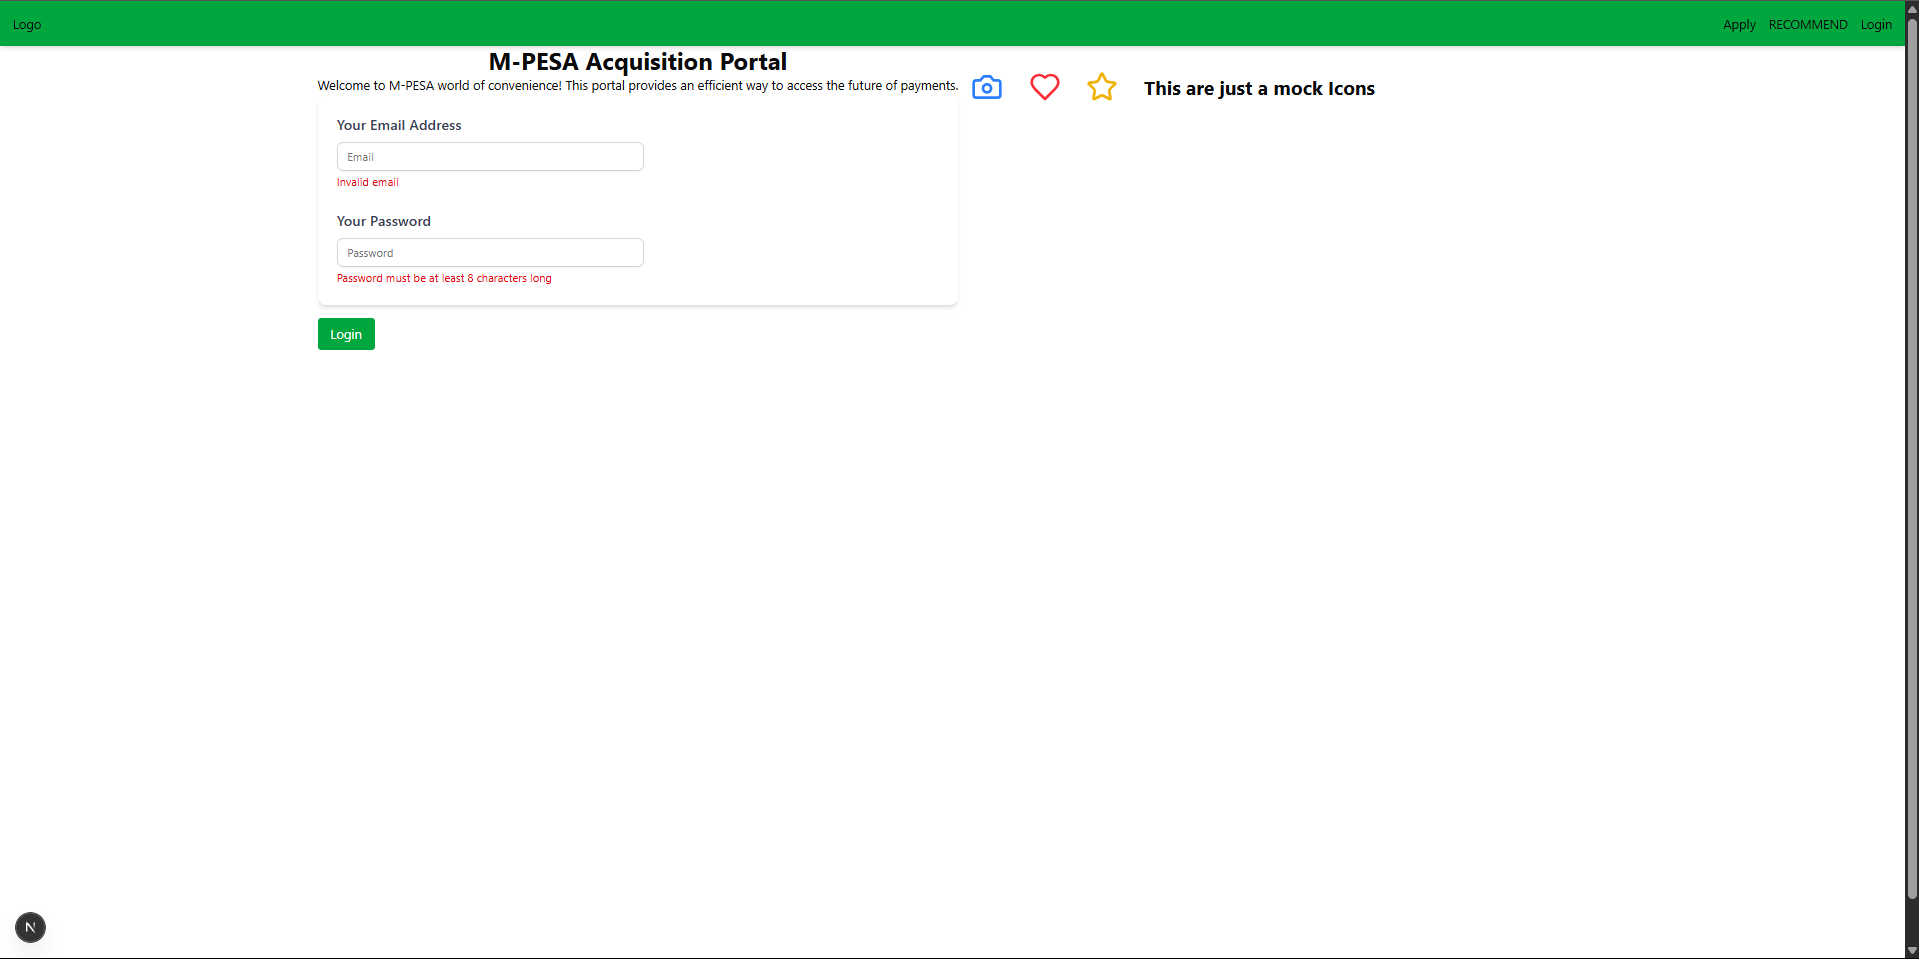 Logo
Apply RECOMMEND Login
M-PESA Acquisition Portal
Welcome to M-PESA world of convenience! This portal provides an efficient way to access the future of payments.
This are just a mock Icons
Your Email Address
Email
Invalid email
Your Password
Password
Password must be at least 8 characters long
Login
N